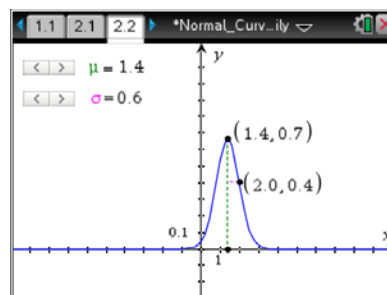 1.1 2.1 2.2 *Normal_Curv…ily
y
μ = 1.4
σ=0.6
(1.4, 0.7)
(2.0, 0.4)
0.1
x
1